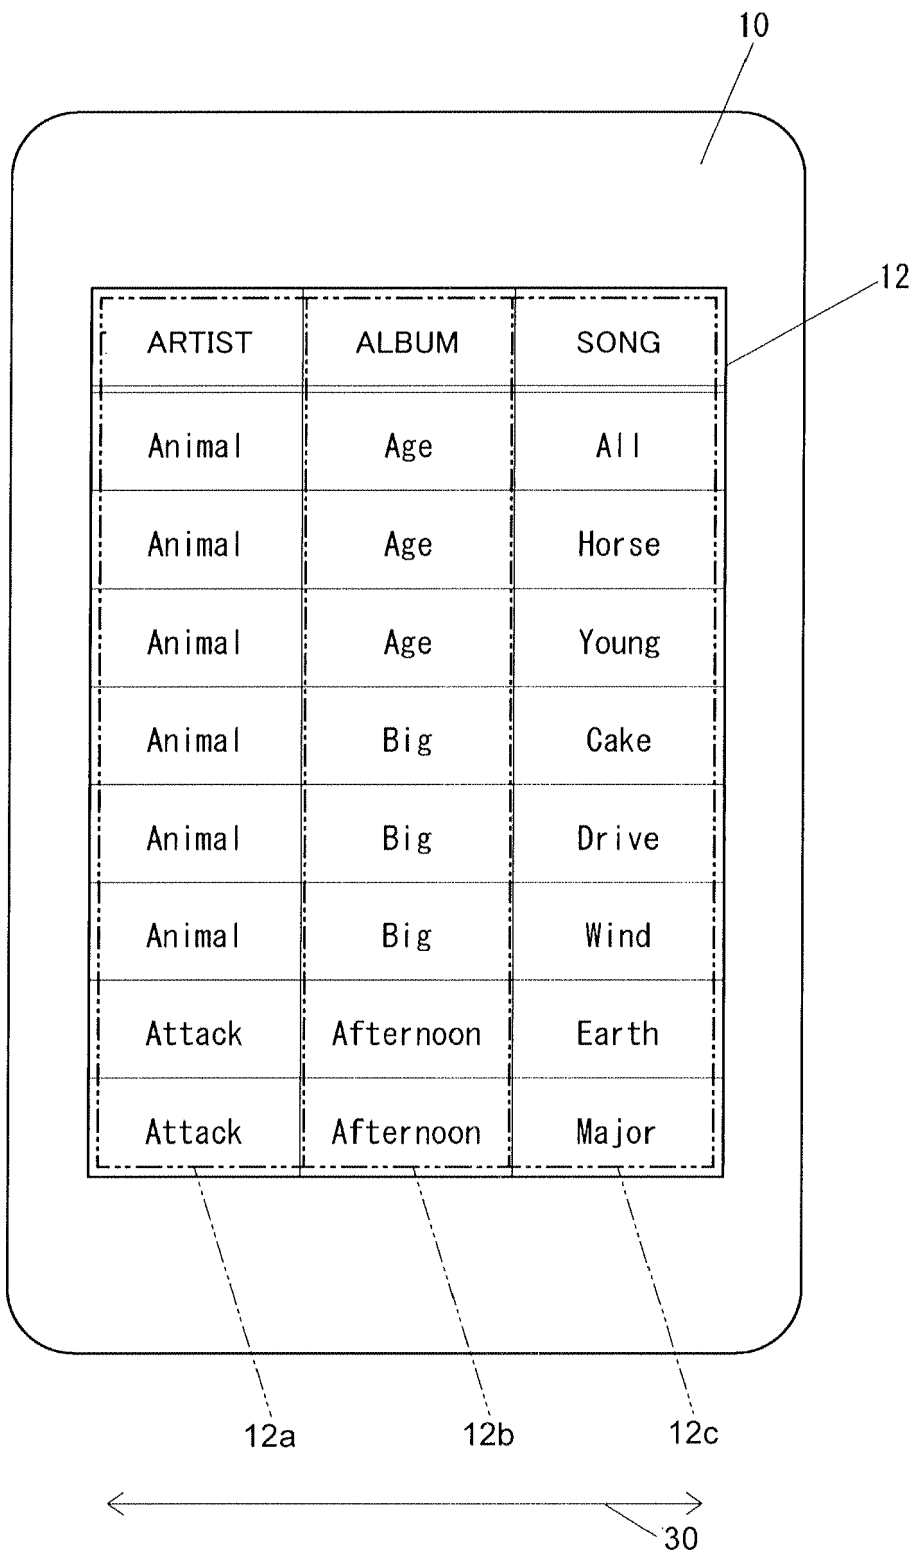 10
12
ARTIST ALBUM SONG
Animal Age All
Animal Age Horse
Animal Age Young
Animal Big Cake
Animal Big Drive
Animal Big Wind
Attack Afternoon Earth
Attack Afternoon Major
12a 12b 12c
30